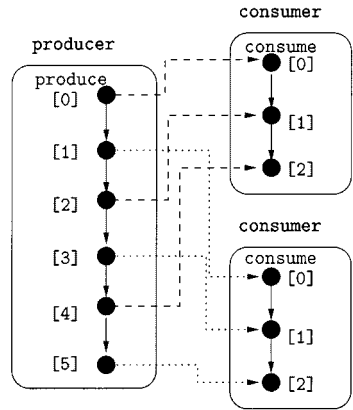 producer
produce
[0]
[1]
[2]
[3]
[4]
[5]
consumer
consume
[0]
[1]
[2]
consumer
consume
[0]
[1]
[2]